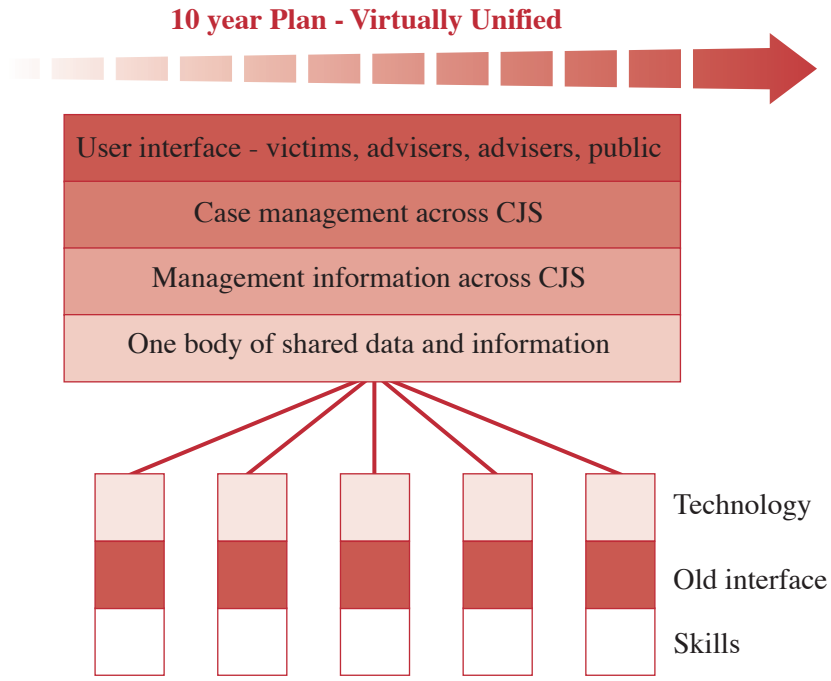 10 year Plan - Virtually Unified
User interface - victims, advisers, advisers, public
Case management across CJS
Management information across CJS
One body of shared data and information
Technology
Old interface
Skills